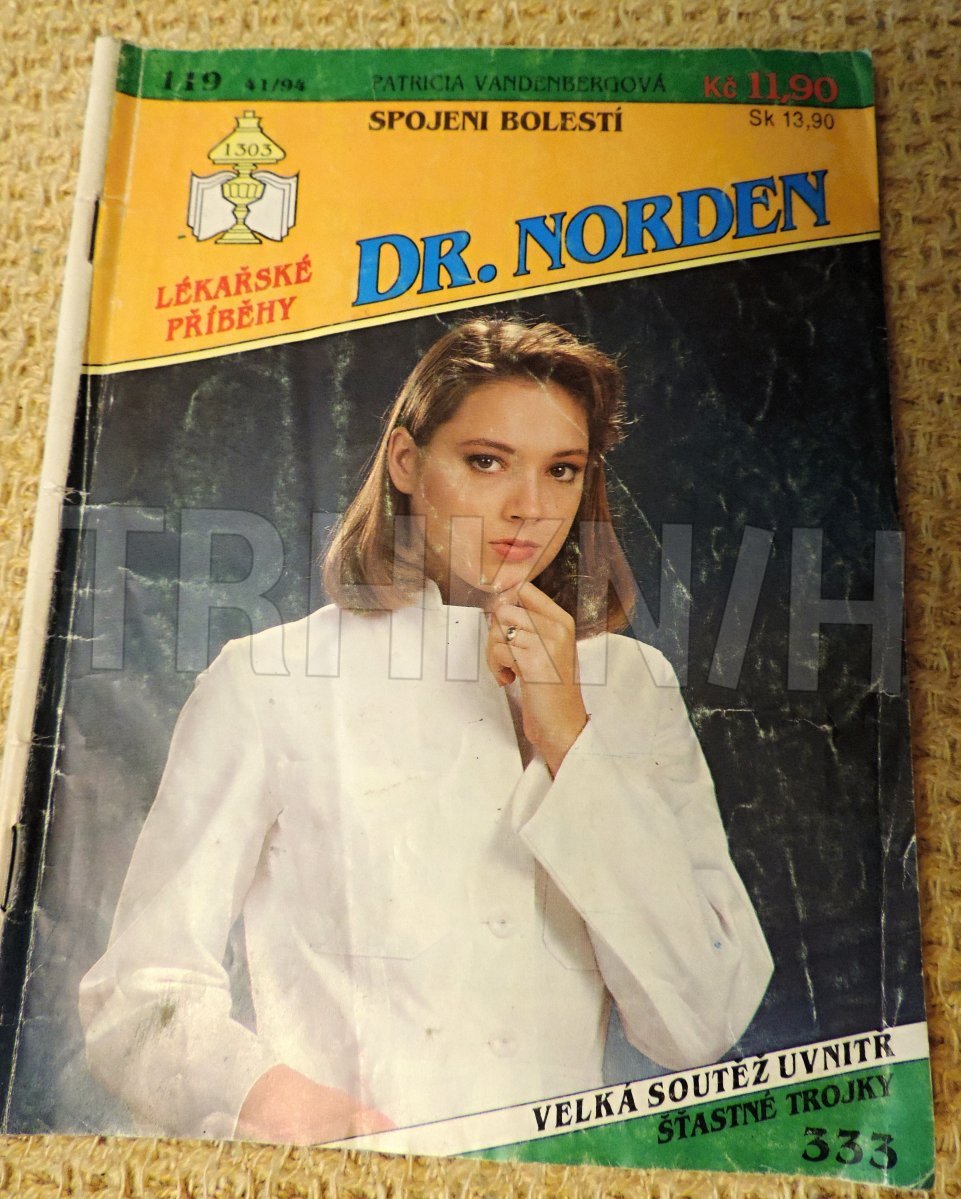 119 41/94 PATRICIA VANDENBERGOVÁ Kč 11,90
SPOJENI BOLESTÍ Sk 13,90
1303
DR. NORDEN
LÉKAŘSKÉ
PŘÍBĚHY
TRHKN/H
VELKÁ SOUTĚŽ UVNITŘ
ŠŤASTNÉ TROJKY
333